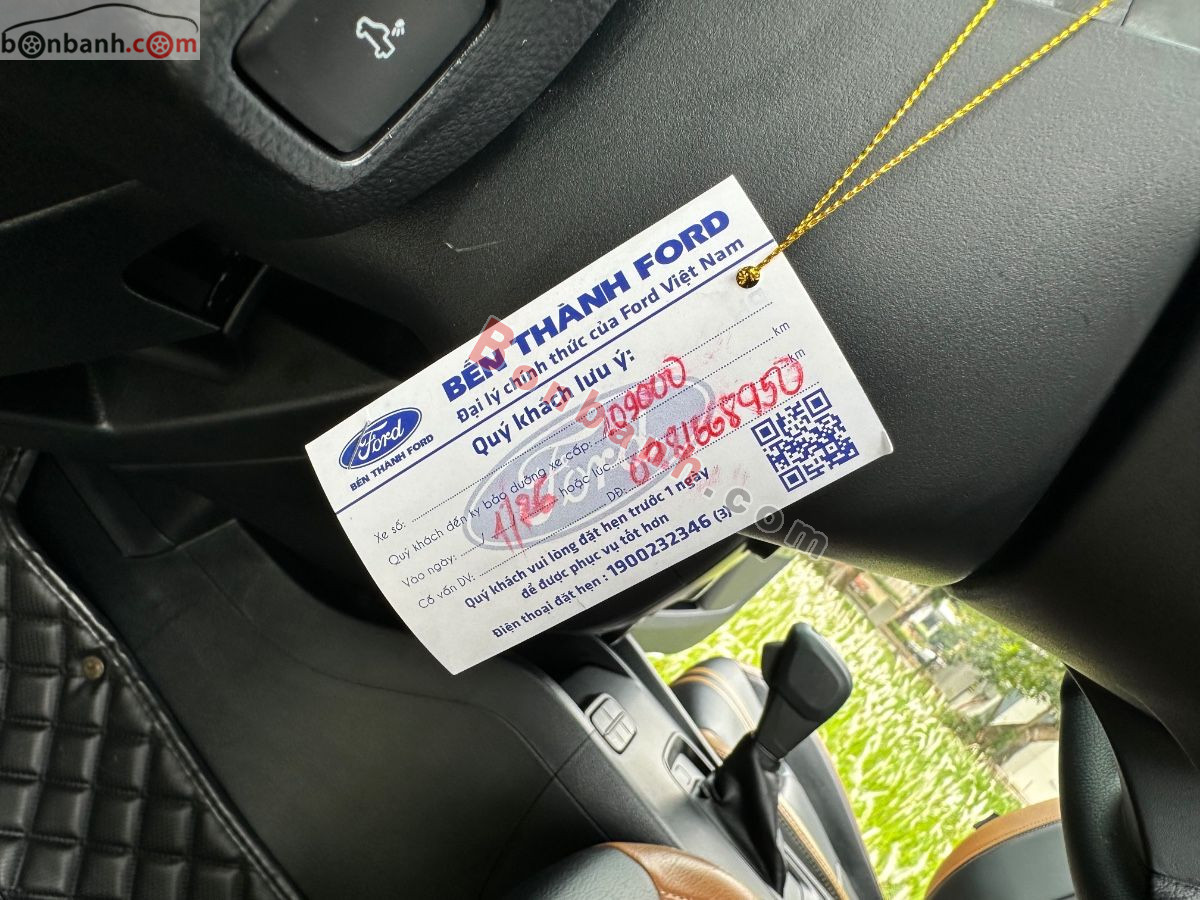 bonbanh.com
BẾN THÀNH FORD
Đại lý chính thức của Ford Việt Nam
Ford
BẾN THÀNH FORD
Quý khách lưu ý:
Xe số:
Quý khách đến kỳ bảo dưỡng xe cấp: 109000 km
Vào ngày: / 1/26 hoặc lúc km
Cố vấn DV: DĐ:
Quý khách vui lòng đặt hẹn trước 1 ngày
để được phục vụ tốt hơn
Điện thoại đặt hẹn : 1900232346 (3)
Ford
Bonbanh.com